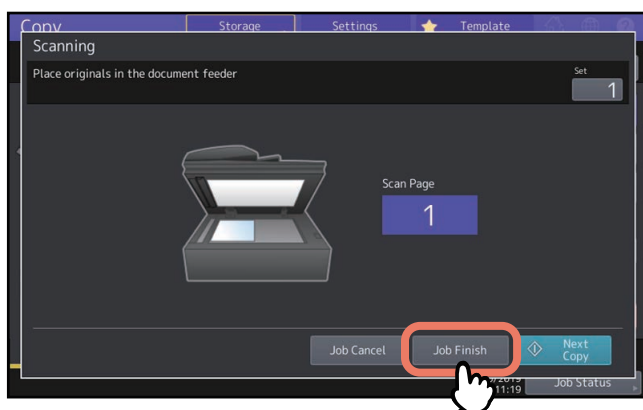 Copy
Storage
Settings
Template
Scanning
Place originals in the document feeder
Set
1
Scan Page
1
Job Cancel
Job Finish
Next
Copy
/2019
11:19
Job Status